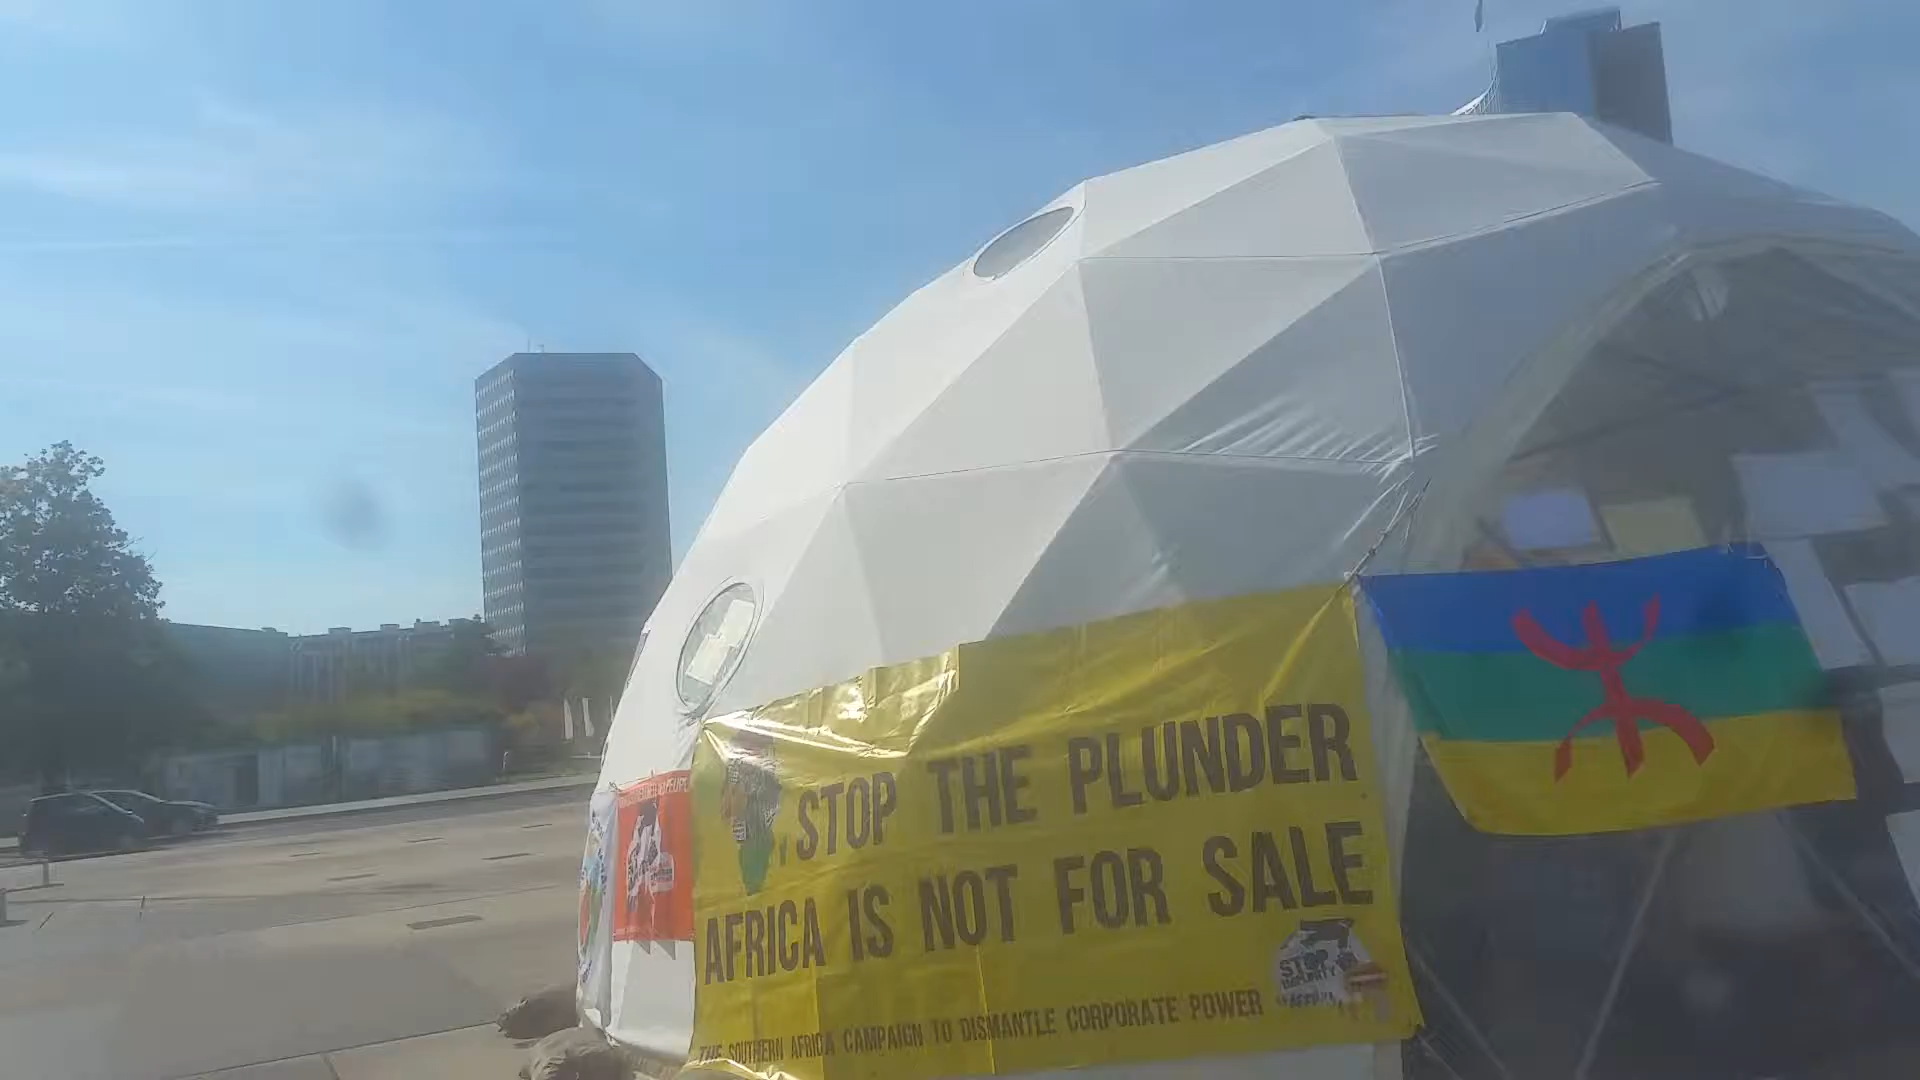 STOP THE PLUNDER
AFRICA IS NOT FOR SALE
THE SOUTHERN AFRICA CAMPAIGN TO DISMANTLE CORPORATE POWER
STOP
IMPUNITY